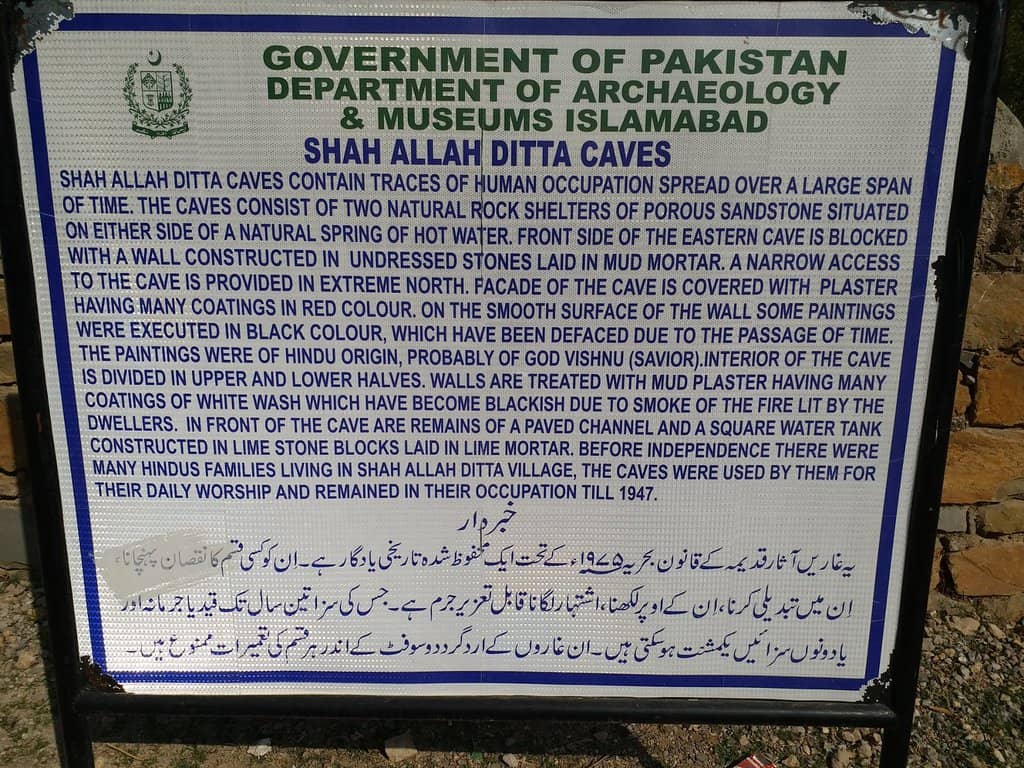 GOVERNMENT OF PAKISTAN
DEPARTMENT OF ARCHAEOLOGY
& MUSEUMS ISLAMABAD
SHAH ALLAH DITTA CAVES
SHAH ALLAH DITTA CAVES CONTAIN TRACES OF HUMAN OCCUPATION SPREAD OVER A LARGE SPAN
OF TIME. THE CAVES CONSIST OF TWO NATURAL ROCK SHELTERS OF POROUS SANDSTONE SITUATED
ON EITHER SIDE OF A NATURAL SPRING OF HOT WATER. FRONT SIDE OF THE EASTERN CAVE IS BLOCKED
WITH A WALL CONSTRUCTED IN UNDRESSED STONES LAID IN MUD MORTAR. A NARROW ACCESS
TO THE CAVE IS PROVIDED IN EXTREME NORTH. FACADE OF THE CAVE IS COVERED WITH PLASTER
HAVING MANY COATINGS IN RED COLOUR. ON THE SMOOTH SURFACE OF THE WALL SOME PAINTINGS
WERE EXECUTED IN BLACK COLOUR, WHICH HAVE BEEN DEFACED DUE TO THE PASSAGE OF TIME.
THE PAINTINGS WERE OF HINDU ORIGIN, PROBABLY OF GOD VISHNU (SAVIOR).INTERIOR OF THE CAVE
IS DIVIDED IN UPPER AND LOWER HALVES. WALLS ARE TREATED WITH MUD PLASTER HAVING MANY
COATINGS OF WHITE WASH WHICH HAVE BECOME BLACKISH DUE TO SMOKE OF THE FIRE LIT BY THE
DWELLERS. IN FRONT OF THE CAVE ARE REMAINS OF A PAVED CHANNEL AND A SQUARE WATER TANK
CONSTRUCTED IN LIME STONE BLOCKS LAID IN LIME MORTAR. BEFORE INDEPENDENCE THERE WERE
MANY HINDUS FAMILIES LIVING IN SHAH ALLAH DITTA VILLAGE, THE CAVES WERE USED BY THEM FOR
THEIR DAILY WORSHIP AND REMAINED IN THEIR OCCUPATION TILL 1947.
خبردار
یہ غاریں آثار قدیمہ کے قانون بجریہ ۱۹۷۵ء کے تحت ایک محفوظ شدہ تاریخی یادگار ہے۔ ان کو کسی قسم کا نقصان پہنچانا،
اِن میں تبدیلی کرنا، ان کے اوپر لکھنا، اشتہار لگانا قابل تعزیر جرم ہے۔ جس کی سزا تین سال تک قید یا جرمانہ اور
یا دونوں سزائیں یکمشت ہوسکتی ہیں۔ ان غاروں کے اردگرد دو سو فٹ کے اندر ہر قسم کی تعمیرات ممنوع ہیں۔